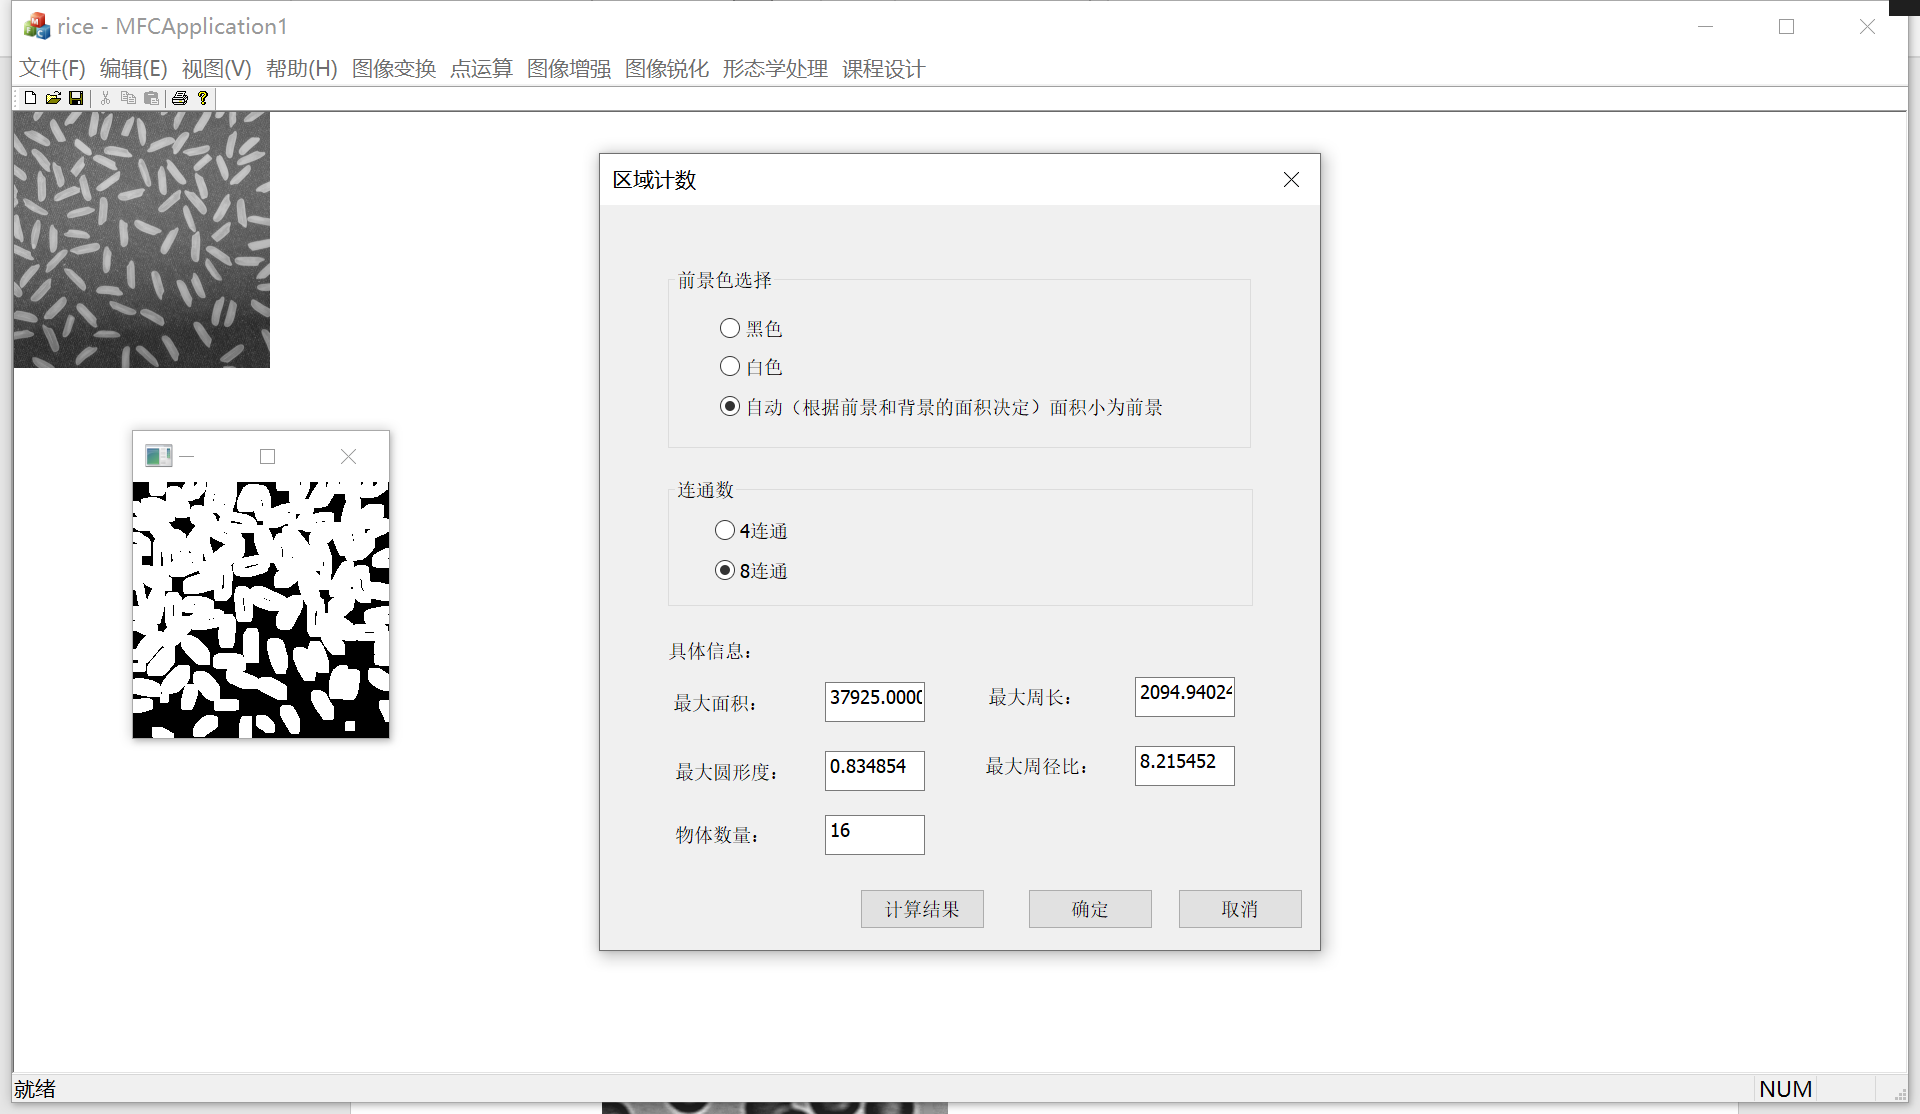 rice - MFCApplication1
文件(F) 编辑(E) 视图(V) 帮助(H) 图像变换 点运算 图像增强 图像锐化 形态学处理 课程设计
区域计数
前景色选择
黑色
白色
自动（根据前景和背景的面积决定）面积小为前景
连通数
4连通
8连通
具体信息：
最大面积： 37925.000 最大周长： 2094.9402
最大圆形度： 0.834854 最大周径比： 8.215452
物体数量： 16
计算结果 确定 取消
就绪 NUM